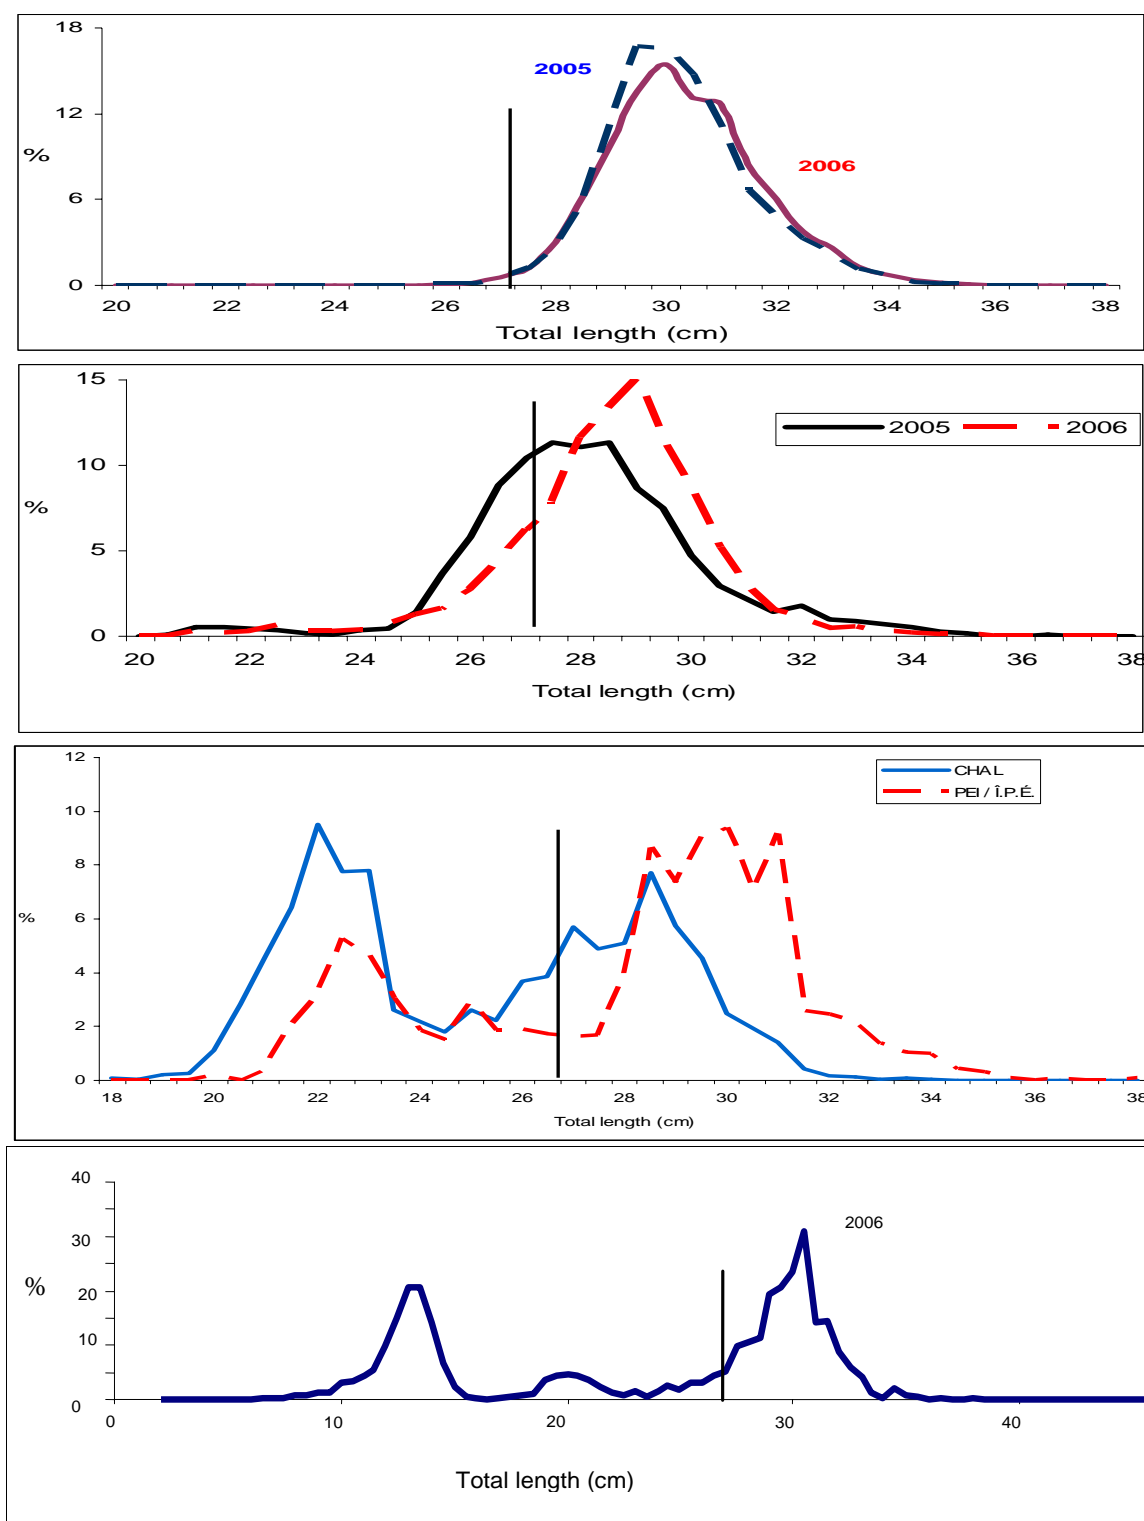 18
2005
12
%
2006
6
0
20 22 24 26 28 30 32 34 36 38
Total length (cm)
15
2005 2006
10
%
5
0
20 22 24 26 28 30 32 34 36 38
Total length (cm)
12
CHAL
PEI / Î.P.É.
10
8
6
%
4
2
0
18 20 22 24 26 28 30 32 34 36 38
Total length (cm)
40
2006
30
%
20
10
0
0 10 20 30 40
Total length (cm)